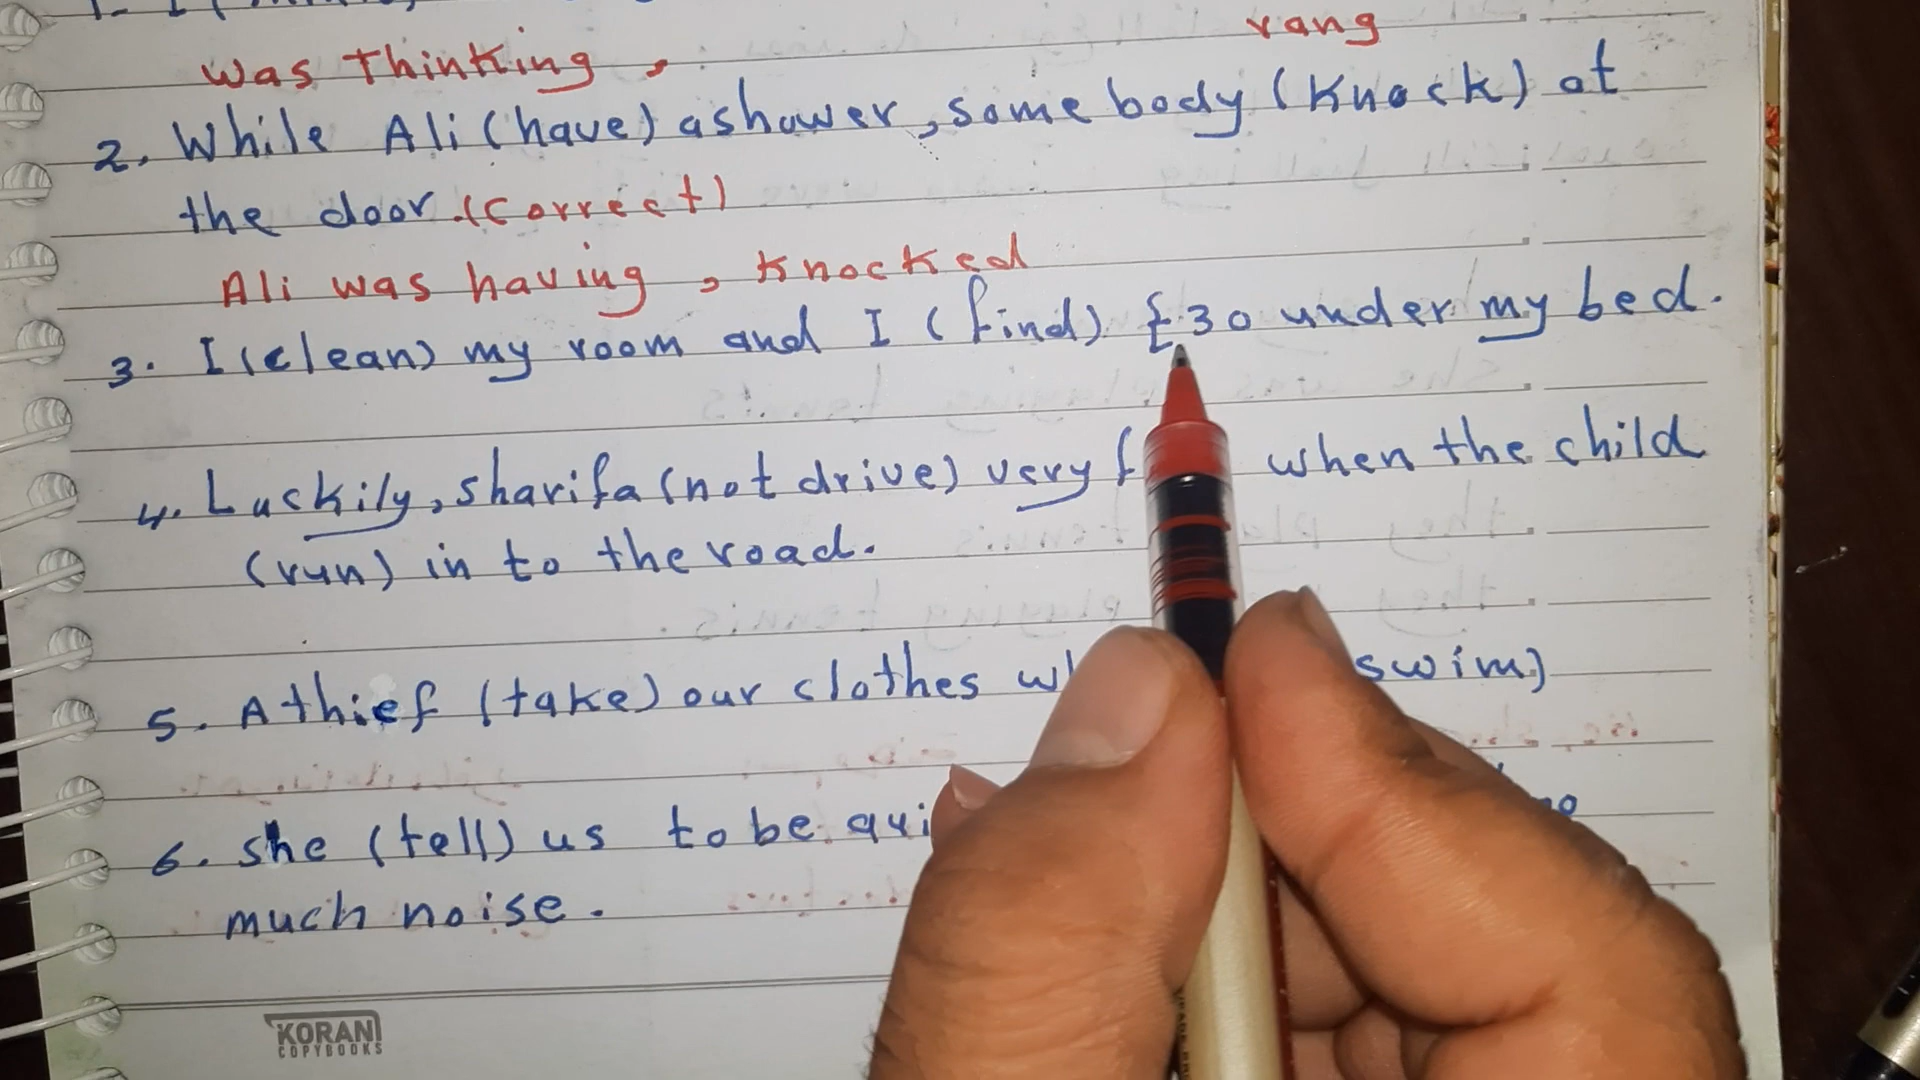 was Thinking , rang
2. While Ali (have) a shower, some body (Knock) at
the door.(correct)
Ali was having , Knocked
3. I (clean) my room and I (find) £30 under my bed.
4. Luckily, sharifa (not drive) very when the child
(run) in to the road.
5. A thief (take) our clothes swim)
6. she (tell) us to be
much noise.
KORAN
COPYBOOKS